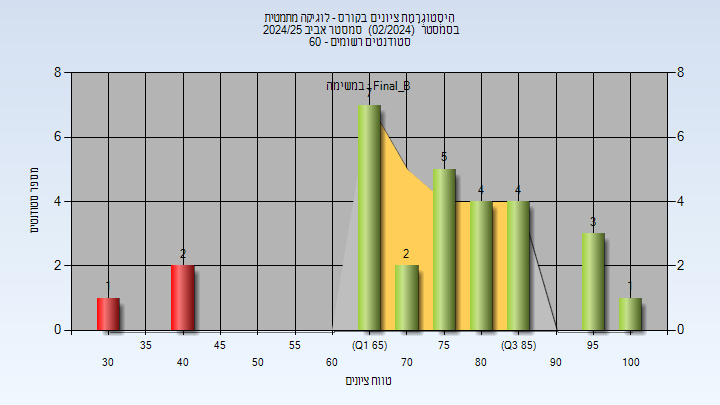 היסטוגרמת ציונים בקורס - לוגיקה מתמטית
בסמסטר (02/2024) סמסטר אביב 2024/25
סטודנטים רשומים - 60
במשימה : Final_B
מספר סטודנטים
8 8
6 6
4 4
2 2
0 0
1 2 7 2 5 4 4 3 1
35 45 55 (Q1 65) 75 (Q3 85) 95
30 40 50 60 70 80 90 100
טווח ציונים